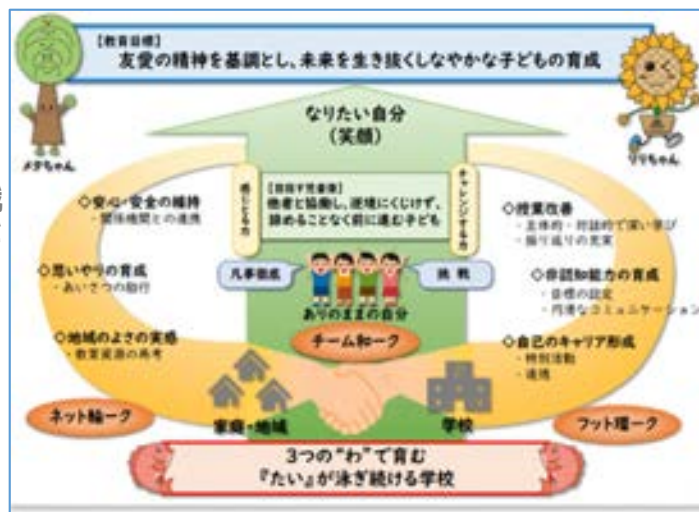 【教育目標】
友愛の精神を基調とし、未来を生き抜くしなやかな子どもの育成
メタちゃん
リリちゃん
なりたい自分
(笑顔)
感じとる力
【目指す児童像】
他者と協働し、逆境にくじけず、
諦めることなく前に進む子ども
チャレンジする力
◇安心・安全の維持
・関係機関との連携
◇思いやりの育成
・あいさつの励行
◇地域のよさの実感
・教育資源の再考
凡事徹底
挑 戦
ありのままの自分
チーム和ーク
◇授業改善
・主体的・対話的で深い学び
・振り返りの充実
◇非認知能力の育成
・目標の設定
・円滑なコミュニケーション
◇自己のキャリア形成
・特別活動
・連携
ネット輪ーク
家庭・地域
学校
フット環ーク
3つの“わ”で育む
『たい』が泳ぎ続ける学校